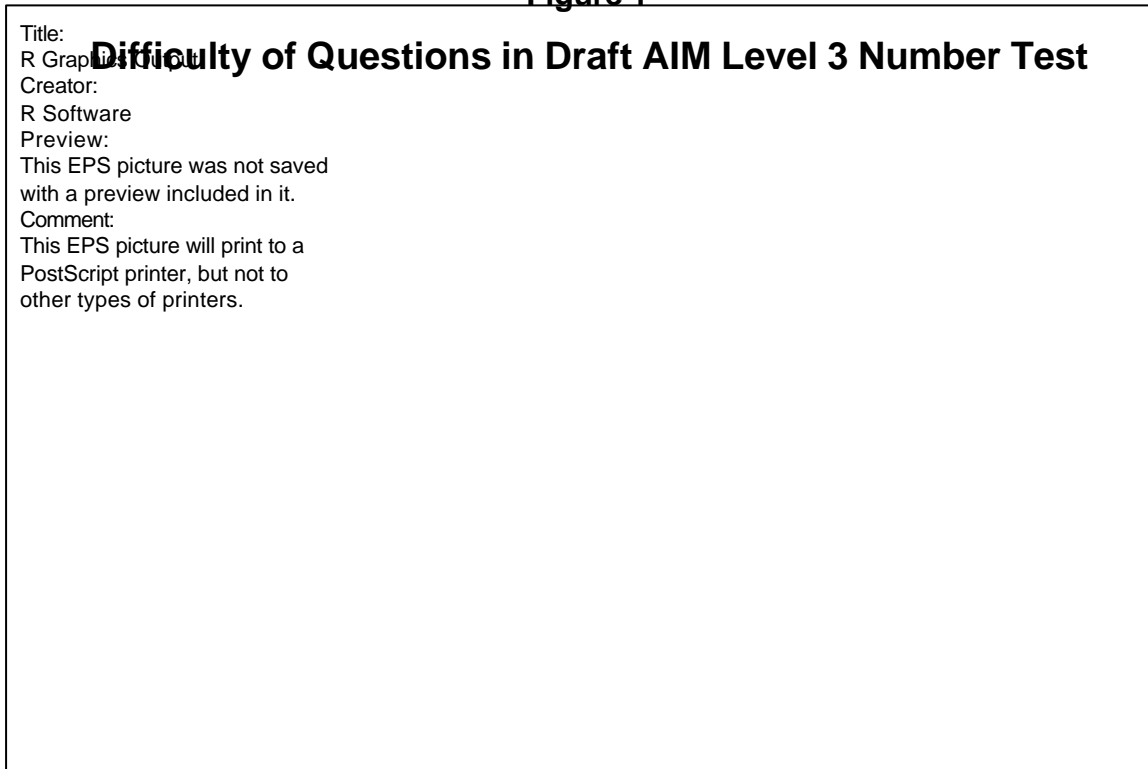 Figure 1
Title:
R Graphics Output
Difficulty of Questions in Draft AIM Level 3 Number Test
Creator:
R Software
Preview:
This EPS picture was not saved
with a preview included in it.
Comment:
This EPS picture will print to a
PostScript printer, but not to
other types of printers.